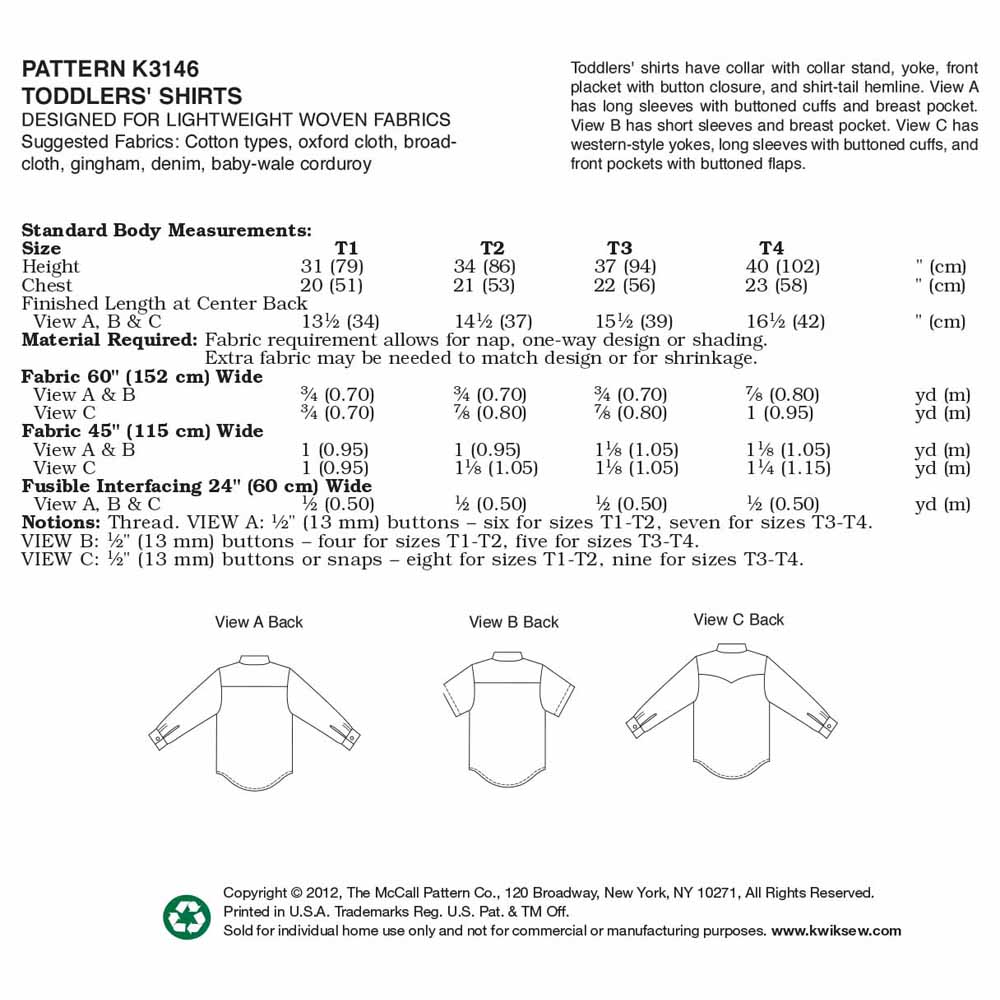 PATTERN K3146
TODDLERS' SHIRTS
DESIGNED FOR LIGHTWEIGHT WOVEN FABRICS
Suggested Fabrics: Cotton types, oxford cloth, broad-
cloth, gingham, denim, baby-wale corduroy
Toddlers' shirts have collar with collar stand, yoke, front
placket with button closure, and shirt-tail hemline. View A
has long sleeves with buttoned cuffs and breast pocket.
View B has short sleeves and breast pocket. View C has
western-style yokes, long sleeves with buttoned cuffs, and
front pockets with buttoned flaps.
Standard Body Measurements:
Size T1 T2 T3 T4
Height 31 (79) 34 (86) 37 (94) 40 (102) " (cm)
Chest 20 (51) 21 (53) 22 (56) 23 (58) " (cm)
Finished Length at Center Back
View A, B & C 13½ (34) 14½ (37) 15½ (39) 16½ (42) " (cm)
Material Required: Fabric requirement allows for nap, one-way design or shading.
Extra fabric may be needed to match design or for shrinkage.
Fabric 60" (152 cm) Wide
View A & B ¾ (0.70) ¾ (0.70) ¾ (0.70) ⅞ (0.80) yd (m)
View C ¾ (0.70) ⅞ (0.80) ⅞ (0.80) 1 (0.95) yd (m)
Fabric 45" (115 cm) Wide
View A & B 1 (0.95) 1 (0.95) 1⅛ (1.05) 1⅛ (1.05) yd (m)
View C 1 (0.95) 1⅛ (1.05) 1⅛ (1.05) 1¼ (1.15) yd (m)
Fusible Interfacing 24" (60 cm) Wide
View A, B & C ½ (0.50) ½ (0.50) ½ (0.50) ½ (0.50) yd (m)
Notions: Thread. VIEW A: ½" (13 mm) buttons – six for sizes T1-T2, seven for sizes T3-T4.
VIEW B: ½" (13 mm) buttons – four for sizes T1-T2, five for sizes T3-T4.
VIEW C: ½" (13 mm) buttons or snaps – eight for sizes T1-T2, nine for sizes T3-T4.
View A Back
View B Back
View C Back
Copyright © 2012, The McCall Pattern Co., 120 Broadway, New York, NY 10271, All Rights Reserved.
Printed in U.S.A. Trademarks Reg. U.S. Pat. & TM Off.
Sold for individual home use only and not for commercial or manufacturing purposes. www.kwiksew.com